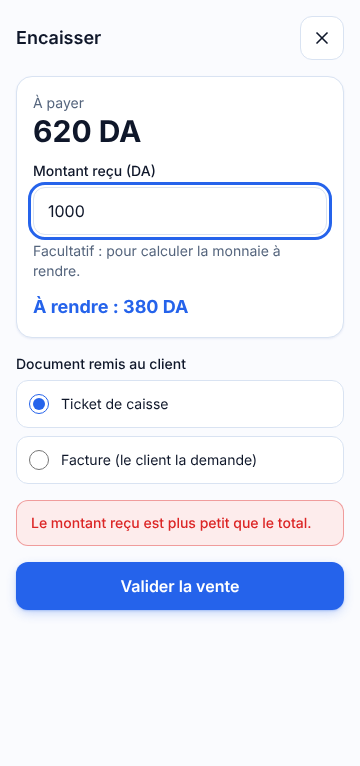 Encaisser
À payer
620 DA
Montant reçu (DA)
1000
Facultatif : pour calculer la monnaie à
rendre.
À rendre : 380 DA
Document remis au client
Ticket de caisse
Facture (le client la demande)
Le montant reçu est plus petit que le total.
Valider la vente